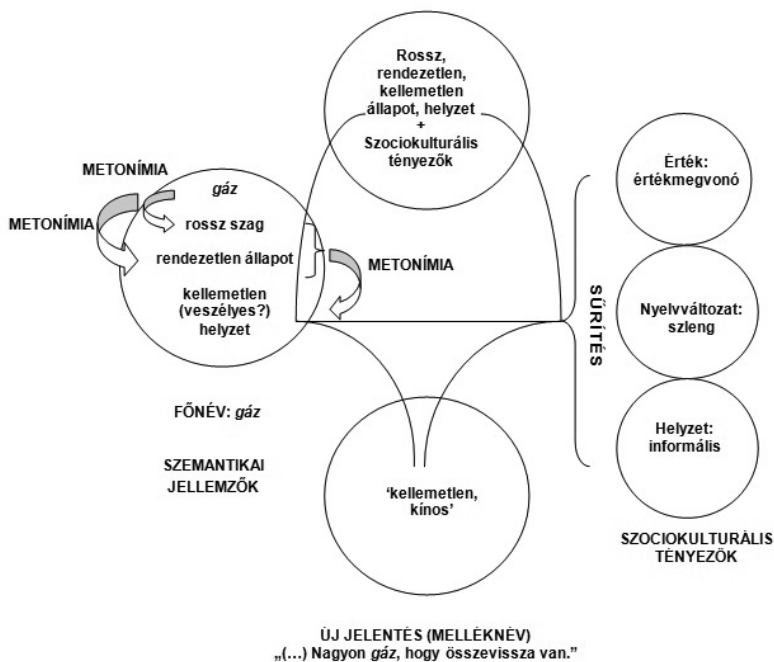 Rossz,
rendezetlen,
kellemetlen
állapot, helyzet
+
Szociokulturális
tényezők
METONÍMIA
METONÍMIA
gáz
rossz szag
rendezetlen állapot
kellemetlen
(veszélyes?)
helyzet
METONÍMIA
FŐNÉV: gáz
SZEMANTIKAI
JELLEMZŐK
'kellemetlen,
kínos'
SŰRÍTÉS
Érték:
értékmegvonó
Nyelvváltozat:
szleng
Helyzet:
informális
SZOCIOKULTURÁLIS
TÉNYEZŐK
ÚJ JELENTÉS (MELLÉKNÉV)
„(…) Nagyon gáz, hogy összevissza van.”